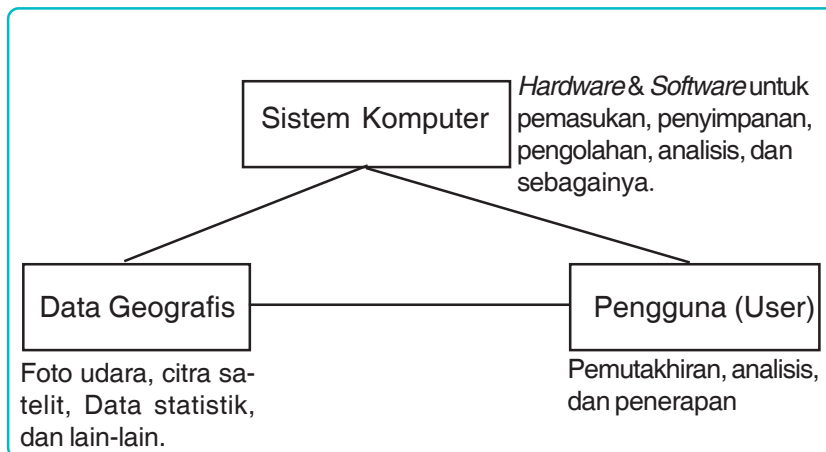 Sistem Komputer
Hardware & Software untuk
pemasukan, penyimpanan,
pengolahan, analisis, dan
sebagainya.
Data Geografis
Foto udara, citra sa-
telit, Data statistik,
dan lain-lain.
Pengguna (User)
Pemutakhiran, analisis,
dan penerapan